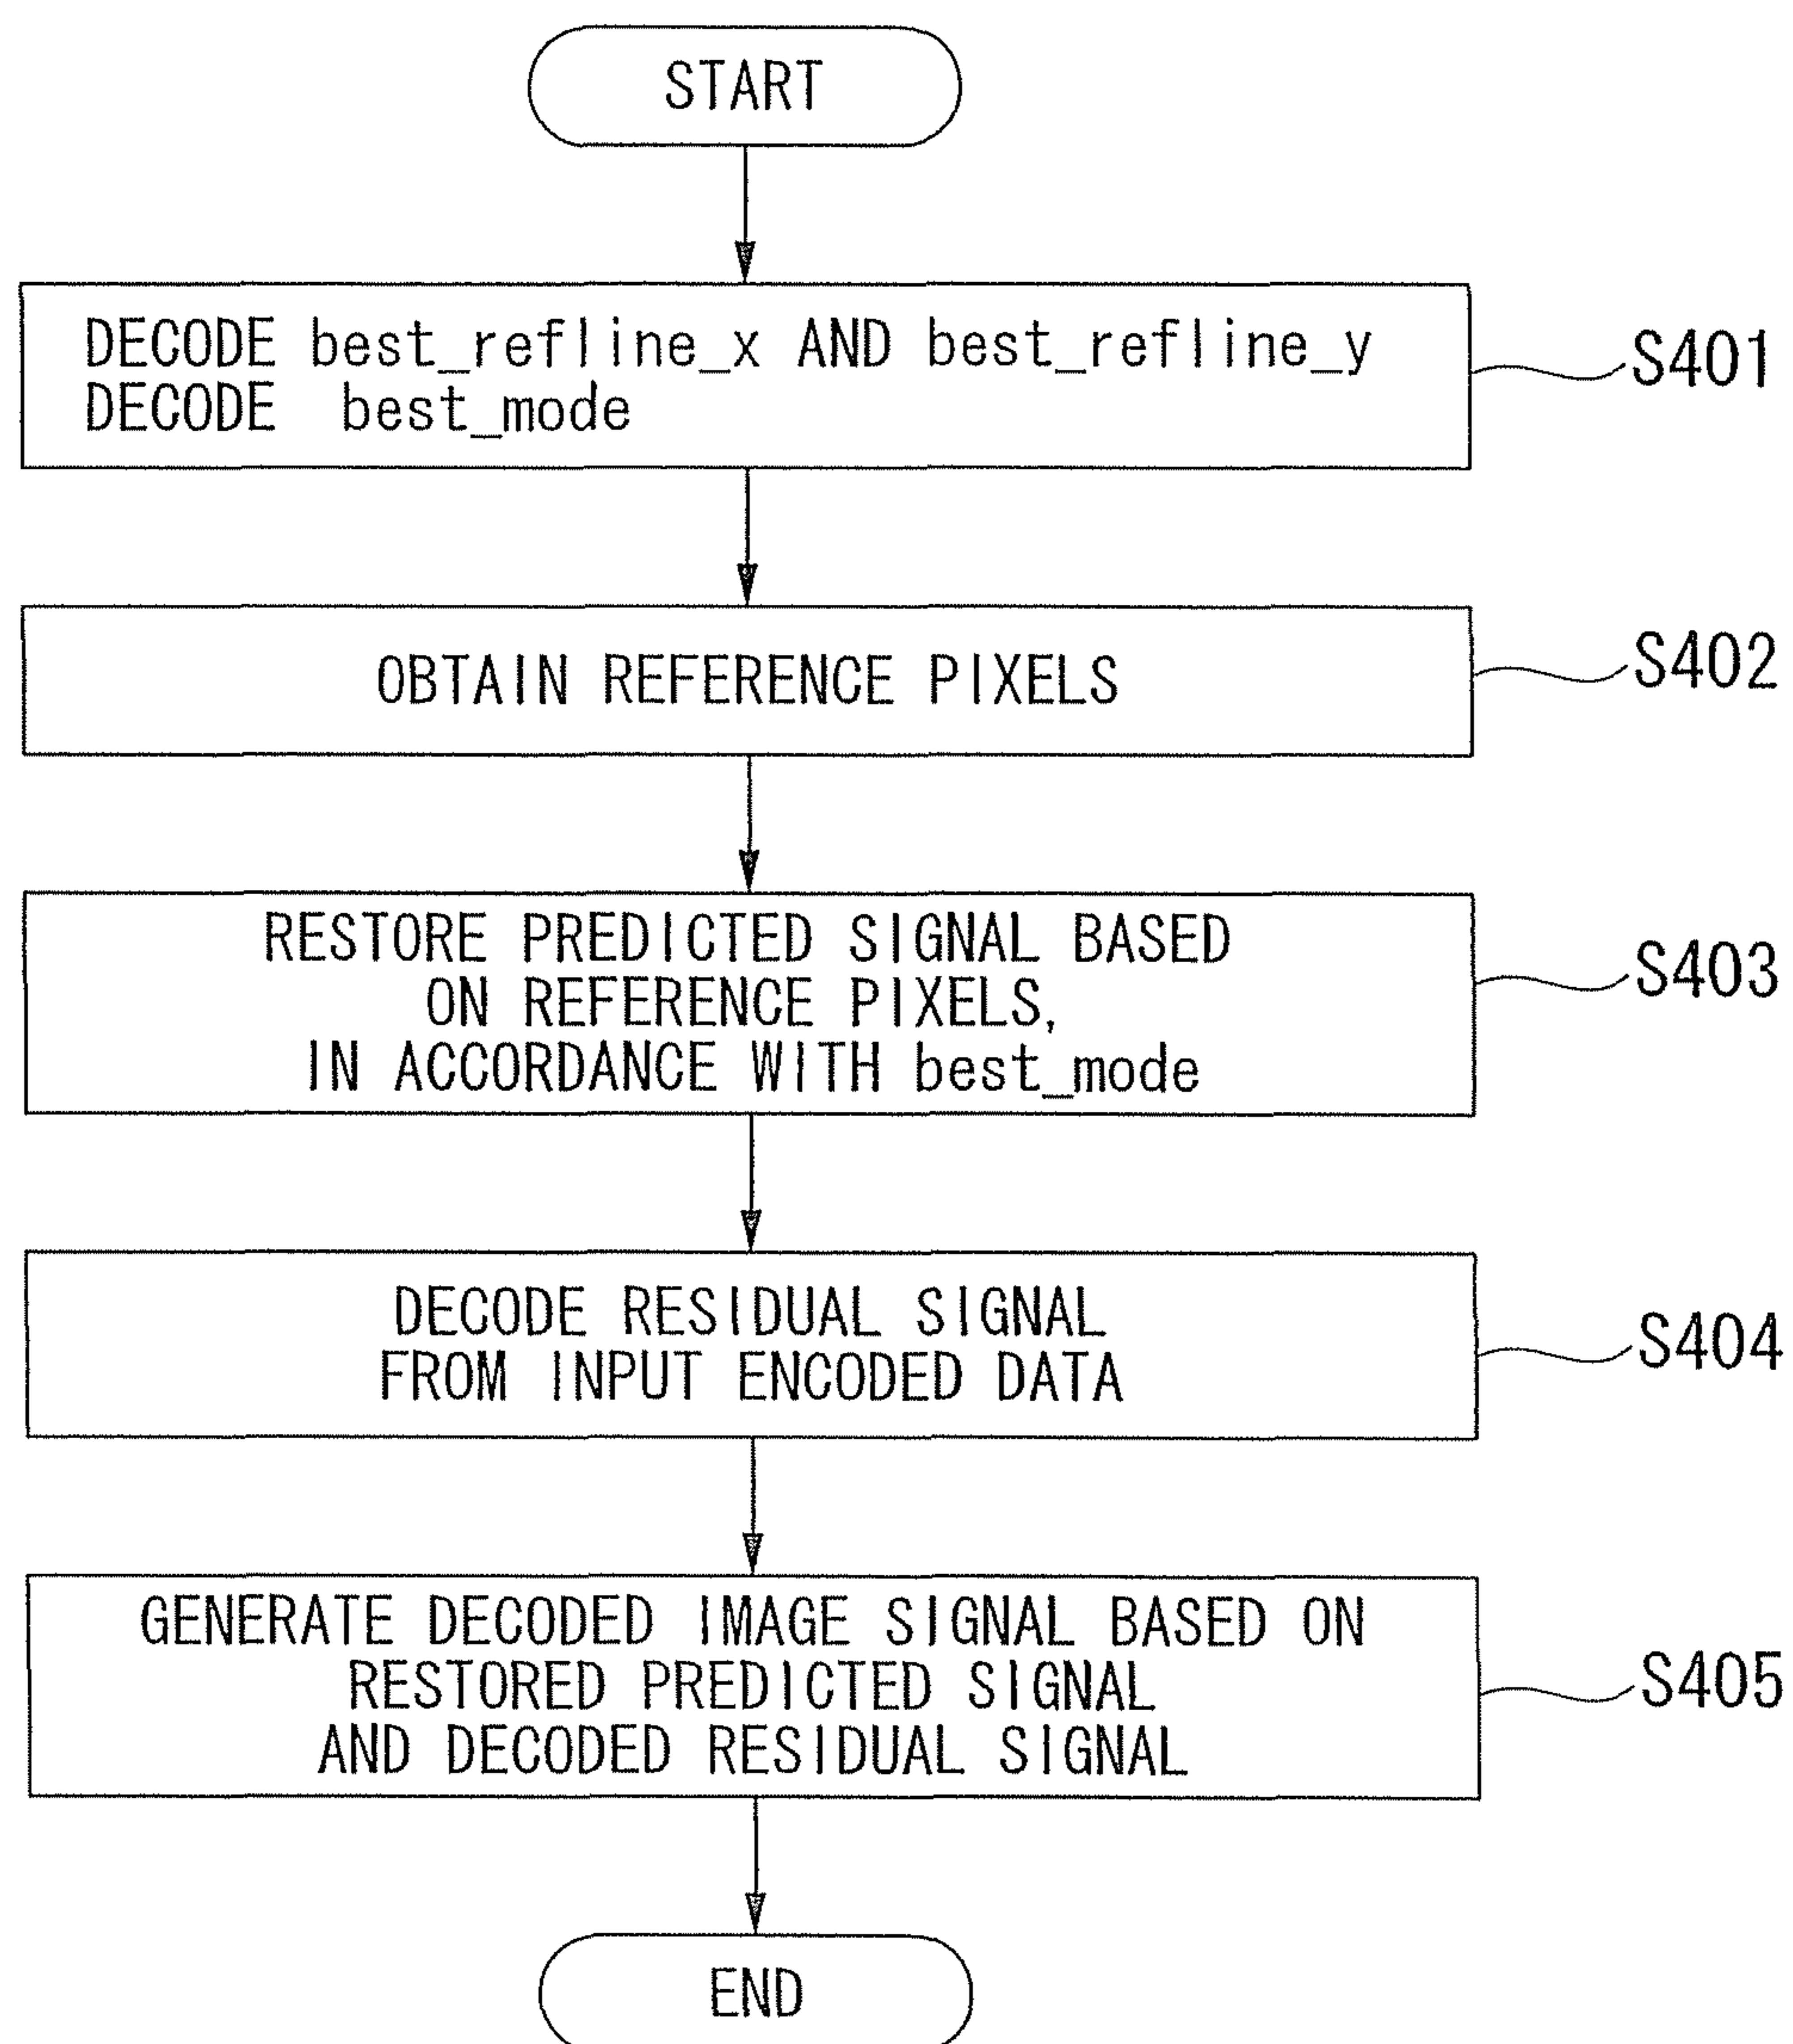 START
DECODE best_refline_x AND best_refline_y
DECODE best_mode
S401
OBTAIN REFERENCE PIXELS
S402
RESTORE PREDICTED SIGNAL BASED
ON REFERENCE PIXELS,
IN ACCORDANCE WITH best_mode
S403
DECODE RESIDUAL SIGNAL
FROM INPUT ENCODED DATA
S404
GENERATE DECODED IMAGE SIGNAL BASED ON
RESTORED PREDICTED SIGNAL
AND DECODED RESIDUAL SIGNAL
S405
END